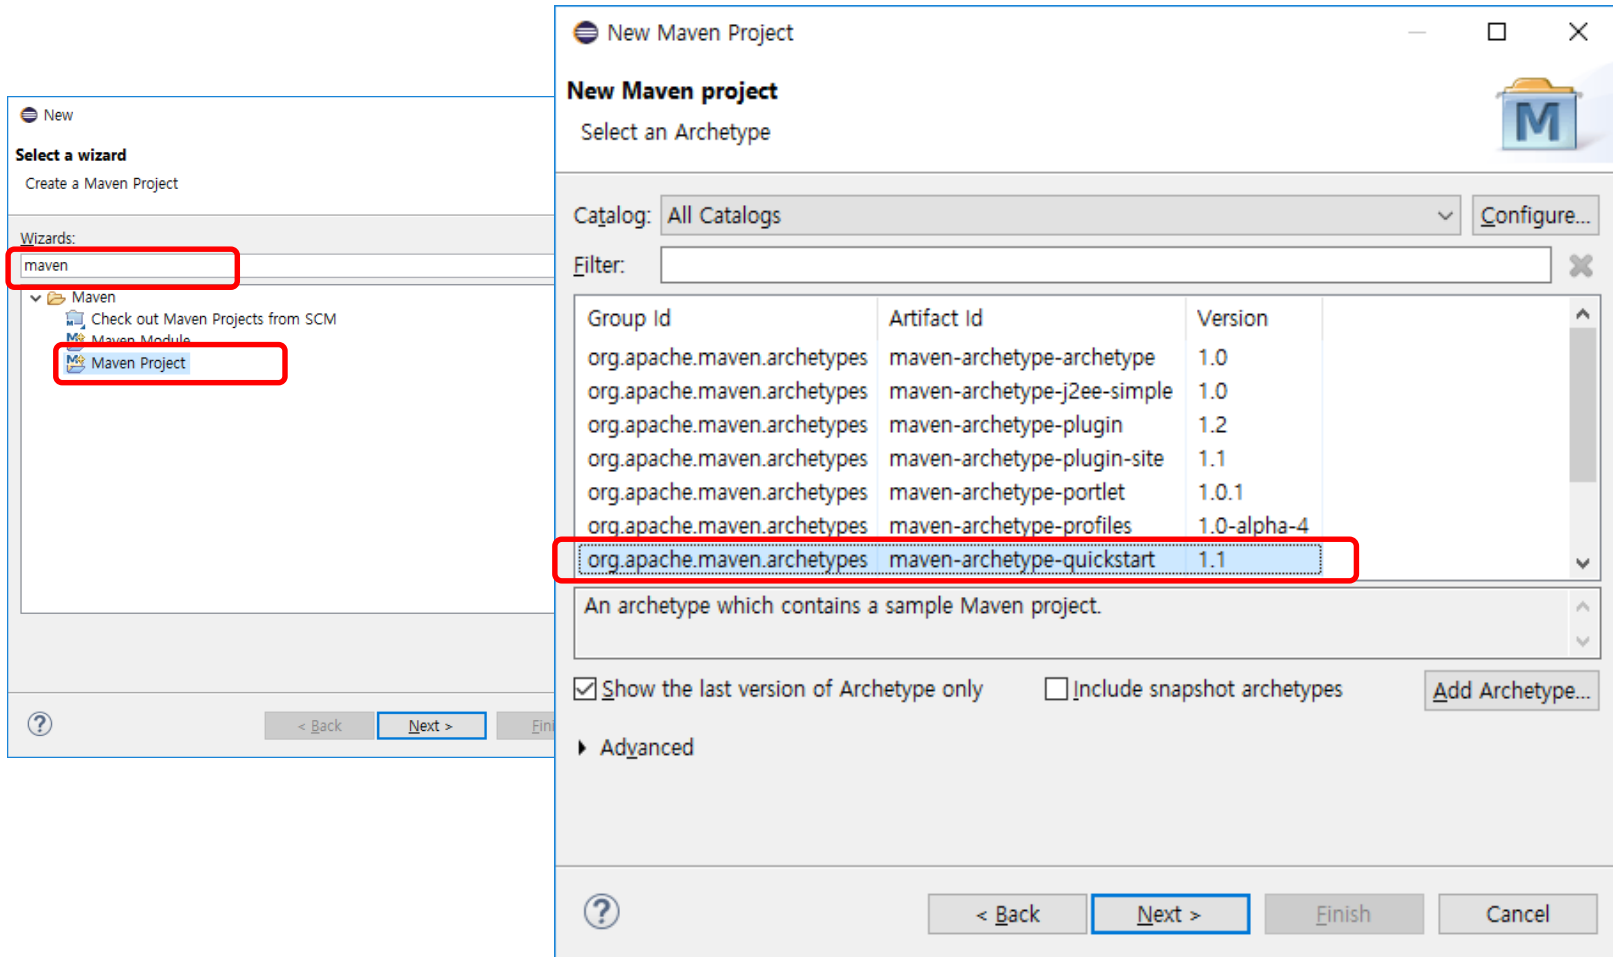 New
Select a wizard
Create a Maven Project
Wizards:
maven
Maven
Check out Maven Projects from SCM
Maven Module
Maven Project
< Back
Next >
New Maven Project
New Maven project
Select an Archetype
M
Catalog: All Catalogs Configure...
Filter:
Group Id Artifact Id Version
org.apache.maven.archetypes maven-archetype-archetype 1.0
org.apache.maven.archetypes maven-archetype-j2ee-simple 1.0
org.apache.maven.archetypes maven-archetype-plugin 1.2
org.apache.maven.archetypes maven-archetype-plugin-site 1.1
org.apache.maven.archetypes maven-archetype-portlet 1.0.1
org.apache.maven.archetypes maven-archetype-profiles 1.0-alpha-4
org.apache.maven.archetypes maven-archetype-quickstart 1.1
An archetype which contains a sample Maven project.
Show the last version of Archetype only Include snapshot archetypes Add Archetype...
Advanced
< Back Next > Finish Cancel